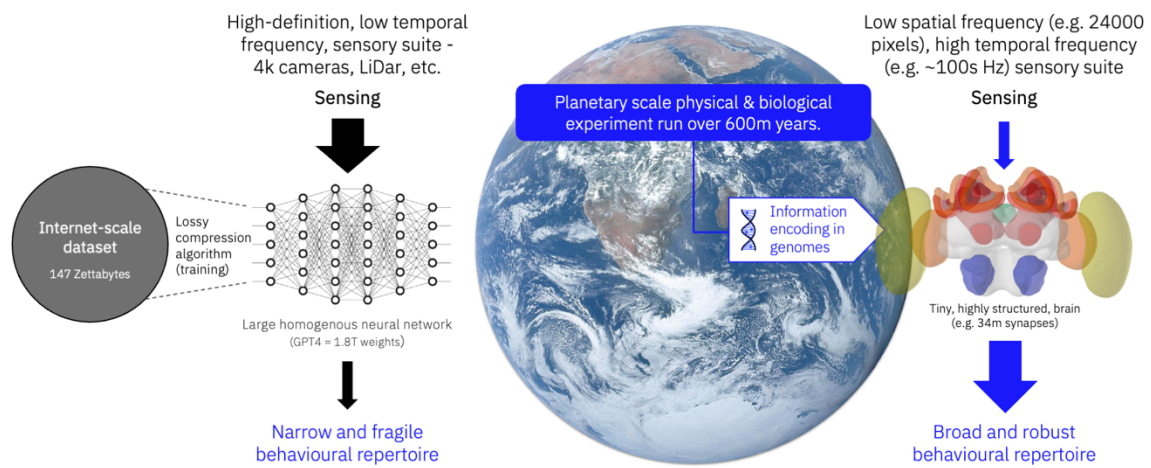 High-definition, low temporal
frequency, sensory suite -
4k cameras, LiDar, etc.
Sensing
Internet-scale
dataset
147 Zettabytes
Lossy
compression
algorithm
(training)
Large homogenous neural network
(GPT4 = 1.8T weights)
Narrow and fragile
behavioural repertoire
Planetary scale physical & biological
experiment run over 600m years.
Information
encoding in
genomes
Low spatial frequency (e.g. 24000
pixels), high temporal frequency
(e.g. ~100s Hz) sensory suite
Sensing
Tiny, highly structured, brain
(e.g. 34m synapses)
Broad and robust
behavioural repertoire